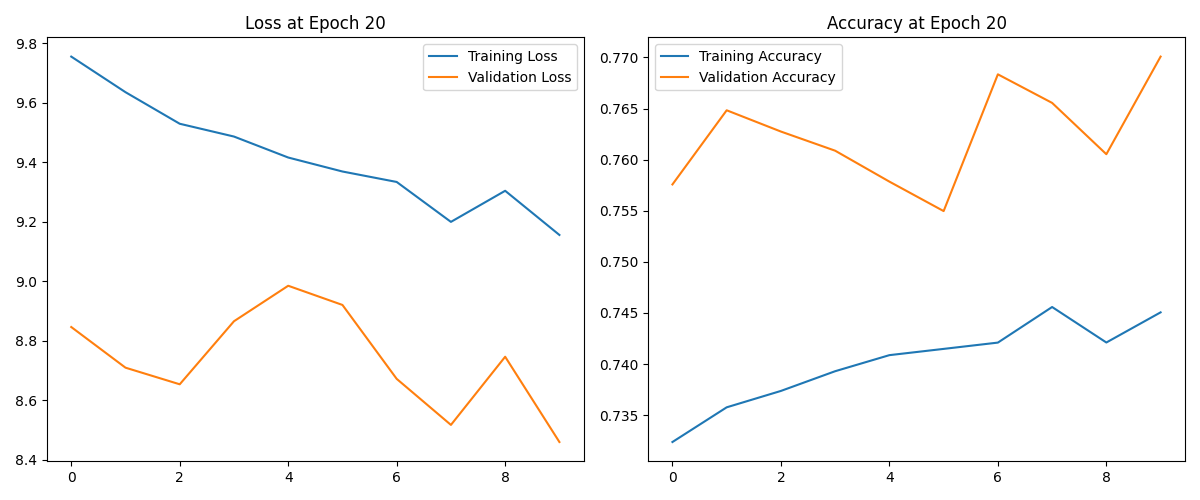 Loss at Epoch 20
9.8
9.6
9.4
9.2
9.0
8.8
8.6
8.4
0 2 4 6 8
Training Loss
Validation Loss
Accuracy at Epoch 20
0.770
0.765
0.760
0.755
0.750
0.745
0.740
0.735
0 2 4 6 8
Training Accuracy
Validation Accuracy